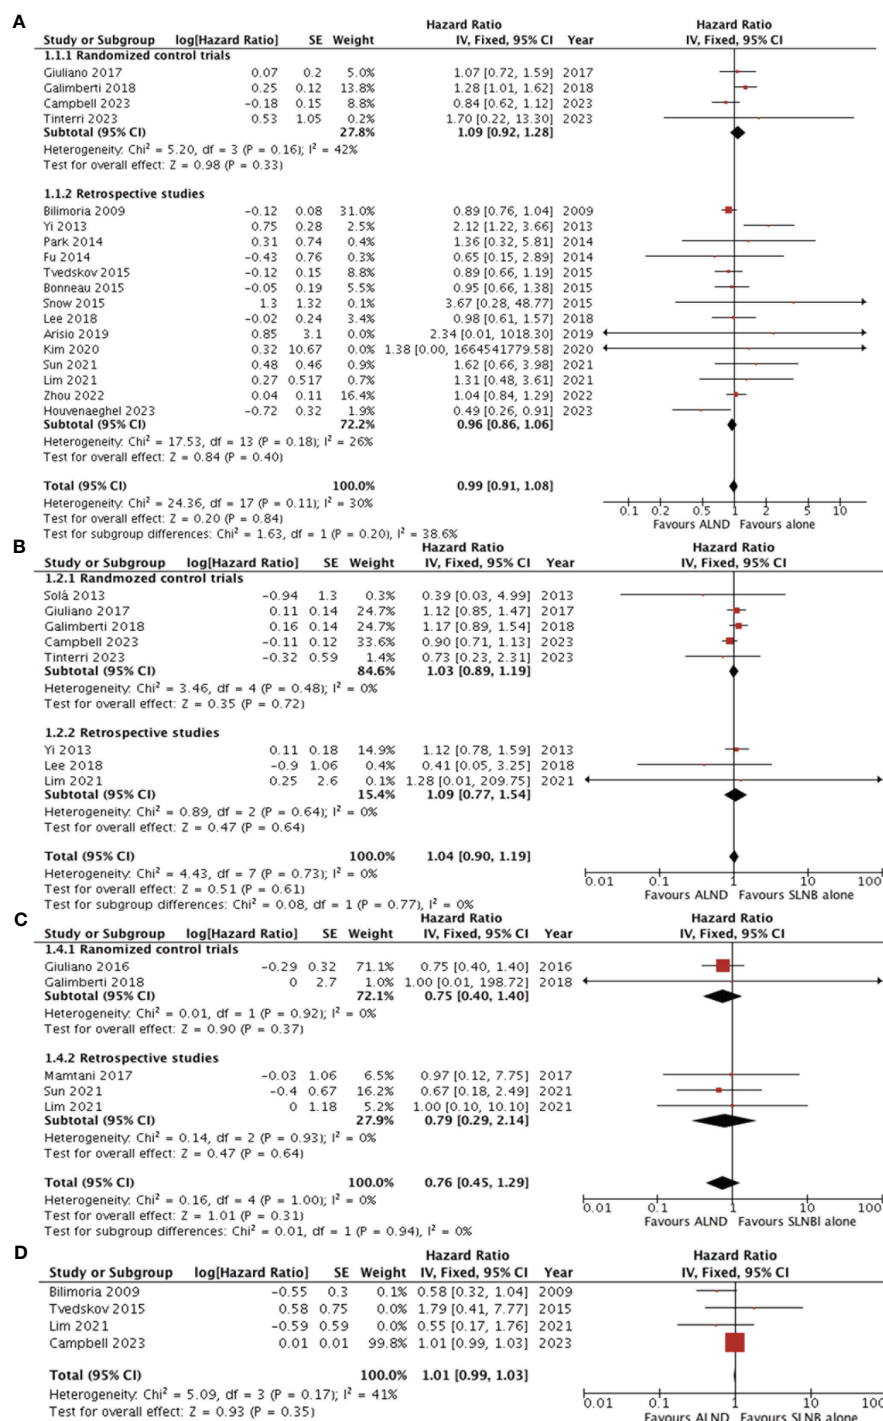 A
Hazard Ratio Hazard Ratio
Study or Subgroup log[Hazard Ratio] SE Weight IV, Fixed, 95% CI Year IV, Fixed, 95% CI
1.1.1 Randomized control trials
Giuliano 2017 0.07 0.2 5.0% 1.07 [0.72, 1.59] 2017
Galimberti 2018 0.25 0.12 13.8% 1.28 [1.01, 1.62] 2018
Campbell 2023 −0.18 0.15 8.8% 0.84 [0.62, 1.12] 2023
Tinterri 2023 0.53 1.05 0.2% 1.70 [0.22, 13.30] 2023
Subtotal (95% CI) 27.8% 1.09 [0.92, 1.28]
Heterogeneity: Chi² = 5.20, df = 3 (P = 0.16); I² = 42%
Test for overall effect: Z = 0.98 (P = 0.33)
1.1.2 Retrospective studies
Bilimoria 2009 −0.12 0.08 31.0% 0.89 [0.76, 1.04] 2009
Yi 2013 0.75 0.28 2.5% 2.12 [1.22, 3.66] 2013
Park 2014 0.31 0.74 0.4% 1.36 [0.32, 5.81] 2014
Fu 2014 −0.43 0.76 0.3% 0.65 [0.15, 2.89] 2014
Tvedskov 2015 −0.12 0.15 8.8% 0.89 [0.66, 1.19] 2015
Bonneau 2015 −0.05 0.19 5.5% 0.95 [0.66, 1.38] 2015
Snow 2015 1.3 1.32 0.1% 3.67 [0.28, 48.77] 2015
Lee 2018 −0.02 0.24 3.4% 0.98 [0.61, 1.57] 2018
Arisio 2019 0.85 3.1 0.0% 2.34 [0.01, 1018.30] 2019
Kim 2020 0.32 10.67 0.0% 1.38 [0.00, 1664541779.58] 2020
Sun 2021 0.48 0.46 0.9% 1.62 [0.66, 3.98] 2021
Lim 2021 0.27 0.517 0.7% 1.31 [0.48, 3.61] 2021
Zhou 2022 0.04 0.11 16.4% 1.04 [0.84, 1.29] 2022
Houvenaeghel 2023 −0.72 0.32 1.9% 0.49 [0.26, 0.91] 2023
Subtotal (95% CI) 72.2% 0.96 [0.86, 1.06]
Heterogeneity: Chi² = 17.53, df = 13 (P = 0.18); I² = 26%
Test for overall effect: Z = 0.84 (P = 0.40)
Total (95% CI) 100.0% 0.99 [0.91, 1.08]
Heterogeneity: Chi² = 24.36, df = 17 (P = 0.11); I² = 30%
Test for overall effect: Z = 0.20 (P = 0.84)
Test for subgroup differences: Chi² = 1.63, df = 1 (P = 0.20), I² = 38.6%
0.1 0.2 0.5 1 2 5 10
Favours ALND Favours alone
B
Hazard Ratio Hazard Ratio
Study or Subgroup log[Hazard Ratio] SE Weight IV, Fixed, 95% CI Year IV, Fixed, 95% CI
1.2.1 Randmozed control trials
Solá 2013 −0.94 1.3 0.3% 0.39 [0.03, 4.99] 2013
Giuliano 2017 0.11 0.14 24.7% 1.12 [0.85, 1.47] 2017
Galimberti 2018 0.16 0.14 24.7% 1.17 [0.89, 1.54] 2018
Campbell 2023 −0.11 0.12 33.6% 0.90 [0.71, 1.13] 2023
Tinterri 2023 −0.32 0.59 1.4% 0.73 [0.23, 2.31] 2023
Subtotal (95% CI) 84.6% 1.03 [0.89, 1.19]
Heterogeneity: Chi² = 3.46, df = 4 (P = 0.48); I² = 0%
Test for overall effect: Z = 0.35 (P = 0.72)
1.2.2 Retrospective studies
Yi 2013 0.11 0.18 14.9% 1.12 [0.78, 1.59] 2013
Lee 2018 −0.9 1.06 0.4% 0.41 [0.05, 3.25] 2018
Lim 2021 0.25 2.6 0.1% 1.28 [0.01, 209.75] 2021
Subtotal (95% CI) 15.4% 1.09 [0.77, 1.54]
Heterogeneity: Chi² = 0.89, df = 2 (P = 0.64); I² = 0%
Test for overall effect: Z = 0.47 (P = 0.64)
Total (95% CI) 100.0% 1.04 [0.90, 1.19]
Heterogeneity: Chi² = 4.43, df = 7 (P = 0.73); I² = 0%
Test for overall effect: Z = 0.51 (P = 0.61)
Test for subgroup differences: Chi² = 0.08, df = 1 (P = 0.77), I² = 0%
0.01 0.1 1 10 100
Favours ALND Favours SLNB alone
C
Hazard Ratio Hazard Ratio
Study or Subgroup log[Hazard Ratio] SE Weight IV, Fixed, 95% CI Year IV, Fixed, 95% CI
1.4.1 Ranomized control trials
Giuliano 2016 −0.29 0.32 71.1% 0.75 [0.40, 1.40] 2016
Galimberti 2018 0 2.7 1.0% 1.00 [0.01, 198.72] 2018
Subtotal (95% CI) 72.1% 0.75 [0.40, 1.40]
Heterogeneity: Chi² = 0.01, df = 1 (P = 0.92); I² = 0%
Test for overall effect: Z = 0.90 (P = 0.37)
1.4.2 Retrospective studies
Mamtani 2017 −0.03 1.06 6.5% 0.97 [0.12, 7.75] 2017
Sun 2021 −0.4 0.67 16.2% 0.67 [0.18, 2.49] 2021
Lim 2021 0 1.18 5.2% 1.00 [0.10, 10.10] 2021
Subtotal (95% CI) 27.9% 0.79 [0.29, 2.14]
Heterogeneity: Chi² = 0.14, df = 2 (P = 0.93); I² = 0%
Test for overall effect: Z = 0.47 (P = 0.64)
Total (95% CI) 100.0% 0.76 [0.45, 1.29]
Heterogeneity: Chi² = 0.16, df = 4 (P = 1.00); I² = 0%
Test for overall effect: Z = 1.01 (P = 0.31)
Test for subgroup differences: Chi² = 0.01, df = 1 (P = 0.94), I² = 0%
0.01 0.1 1 10 100
Favours ALND Favours SLNBl alone
D
Hazard Ratio Hazard Ratio
Study or Subgroup log[Hazard Ratio] SE Weight IV, Fixed, 95% CI Year IV, Fixed, 95% CI
Bilimoria 2009 −0.55 0.3 0.1% 0.58 [0.32, 1.04] 2009
Tvedskov 2015 0.58 0.75 0.0% 1.79 [0.41, 7.77] 2015
Lim 2021 −0.59 0.59 0.0% 0.55 [0.17, 1.76] 2021
Campbell 2023 0.01 0.01 99.8% 1.01 [0.99, 1.03] 2023
Total (95% CI) 100.0% 1.01 [0.99, 1.03]
Heterogeneity: Chi² = 5.09, df = 3 (P = 0.17); I² = 41%
Test for overall effect: Z = 0.93 (P = 0.35)
0.01 0.1 1 10 100
Favours ALND Favours SLNB alone